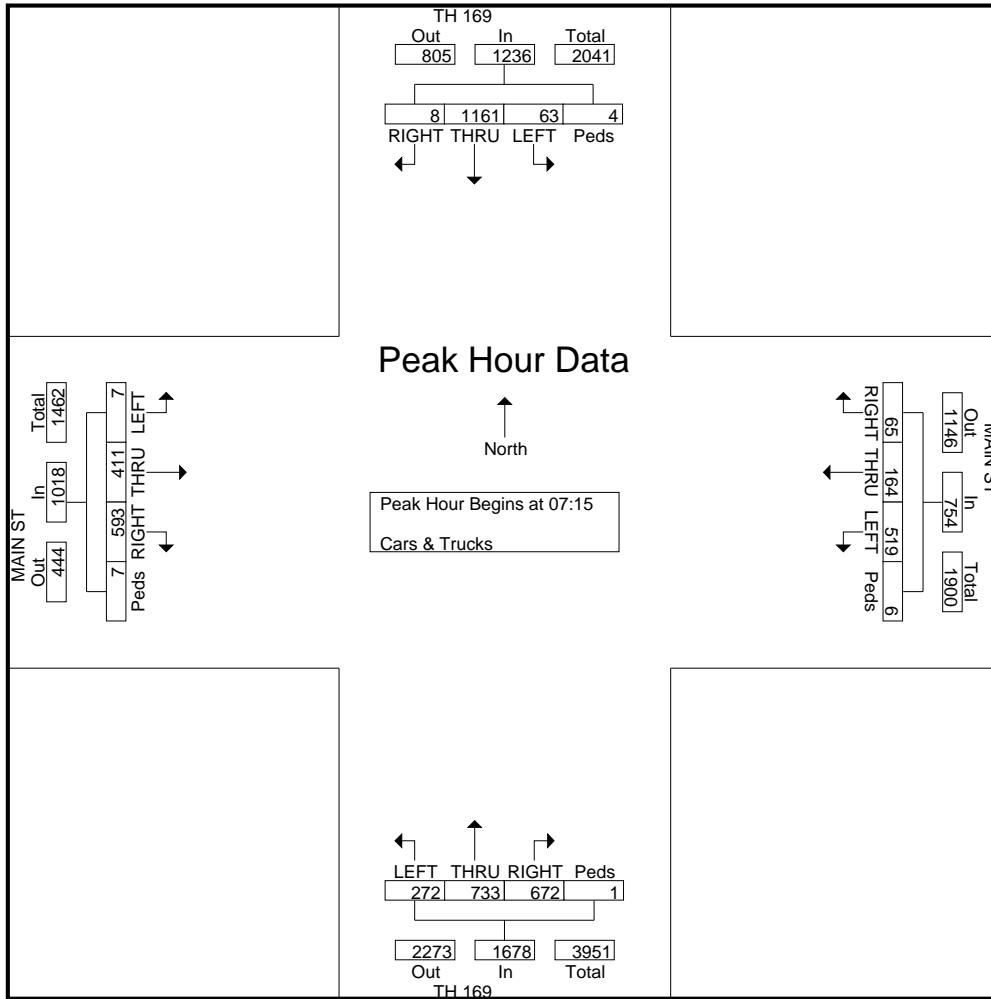 TH 169
Out In Total
805 1236 2041
8 1161 63 4
RIGHT THRU LEFT Peds
Peak Hour Data
North
Peak Hour Begins at 07:15
Cars & Trucks
MAIN ST
Out In Total
444 1018 1462
7 411 593 7
LEFT THRU RIGHT Peds
MAIN ST
Out In Total
1146 754 1900
65 164 519 6
RIGHT THRU LEFT Peds
LEFT THRU RIGHT Peds
272 733 672 1
2273 1678 3951
Out In Total
TH 169